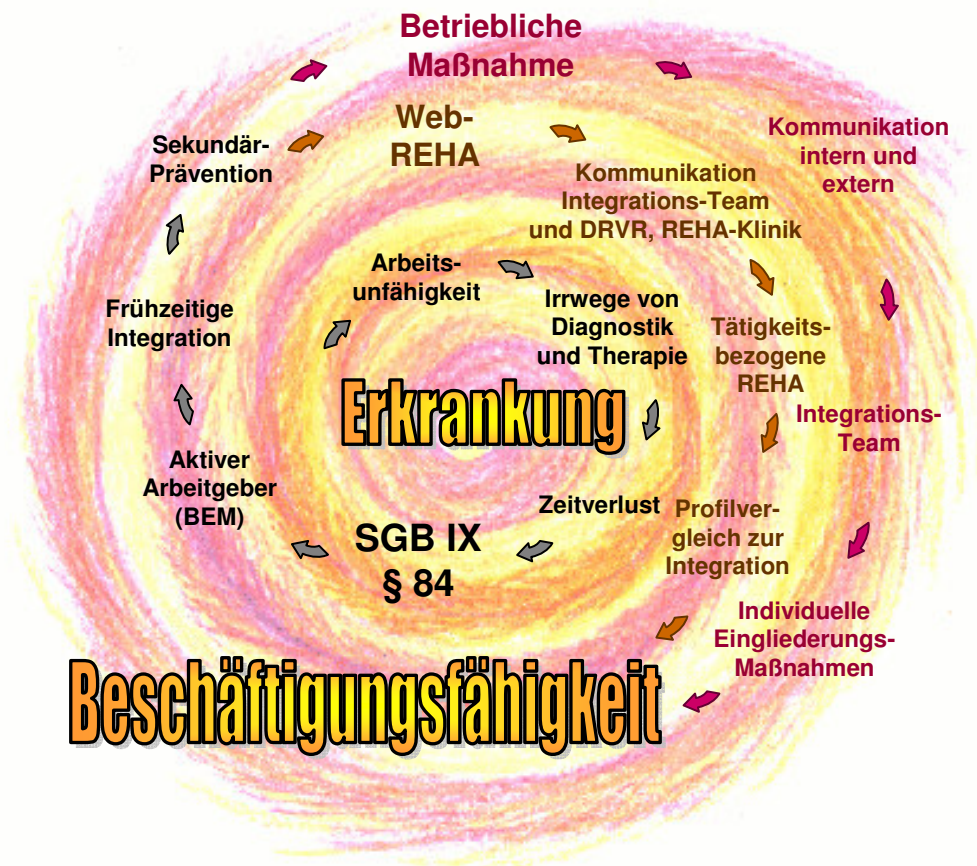 Betriebliche
Maßnahme
Web-
REHA
Kommunikation
intern und
extern
Sekundär-
Prävention
Kommunikation
Integrations-Team
und DRVR, REHA-Klinik
Arbeits-
unfähigkeit
Irrwege von
Diagnostik
und Therapie
Frühzeitige
Integration
Tätigkeits-
bezogene
REHA
Erkrankung
Integrations-
Team
Aktiver
Arbeitgeber
(BEM)
Zeitverlust
Profilver-
gleich zur
Integration
SGB IX
§ 84
Individuelle
Eingliederungs-
Maßnahmen
Beschäftigungsfähigkeit